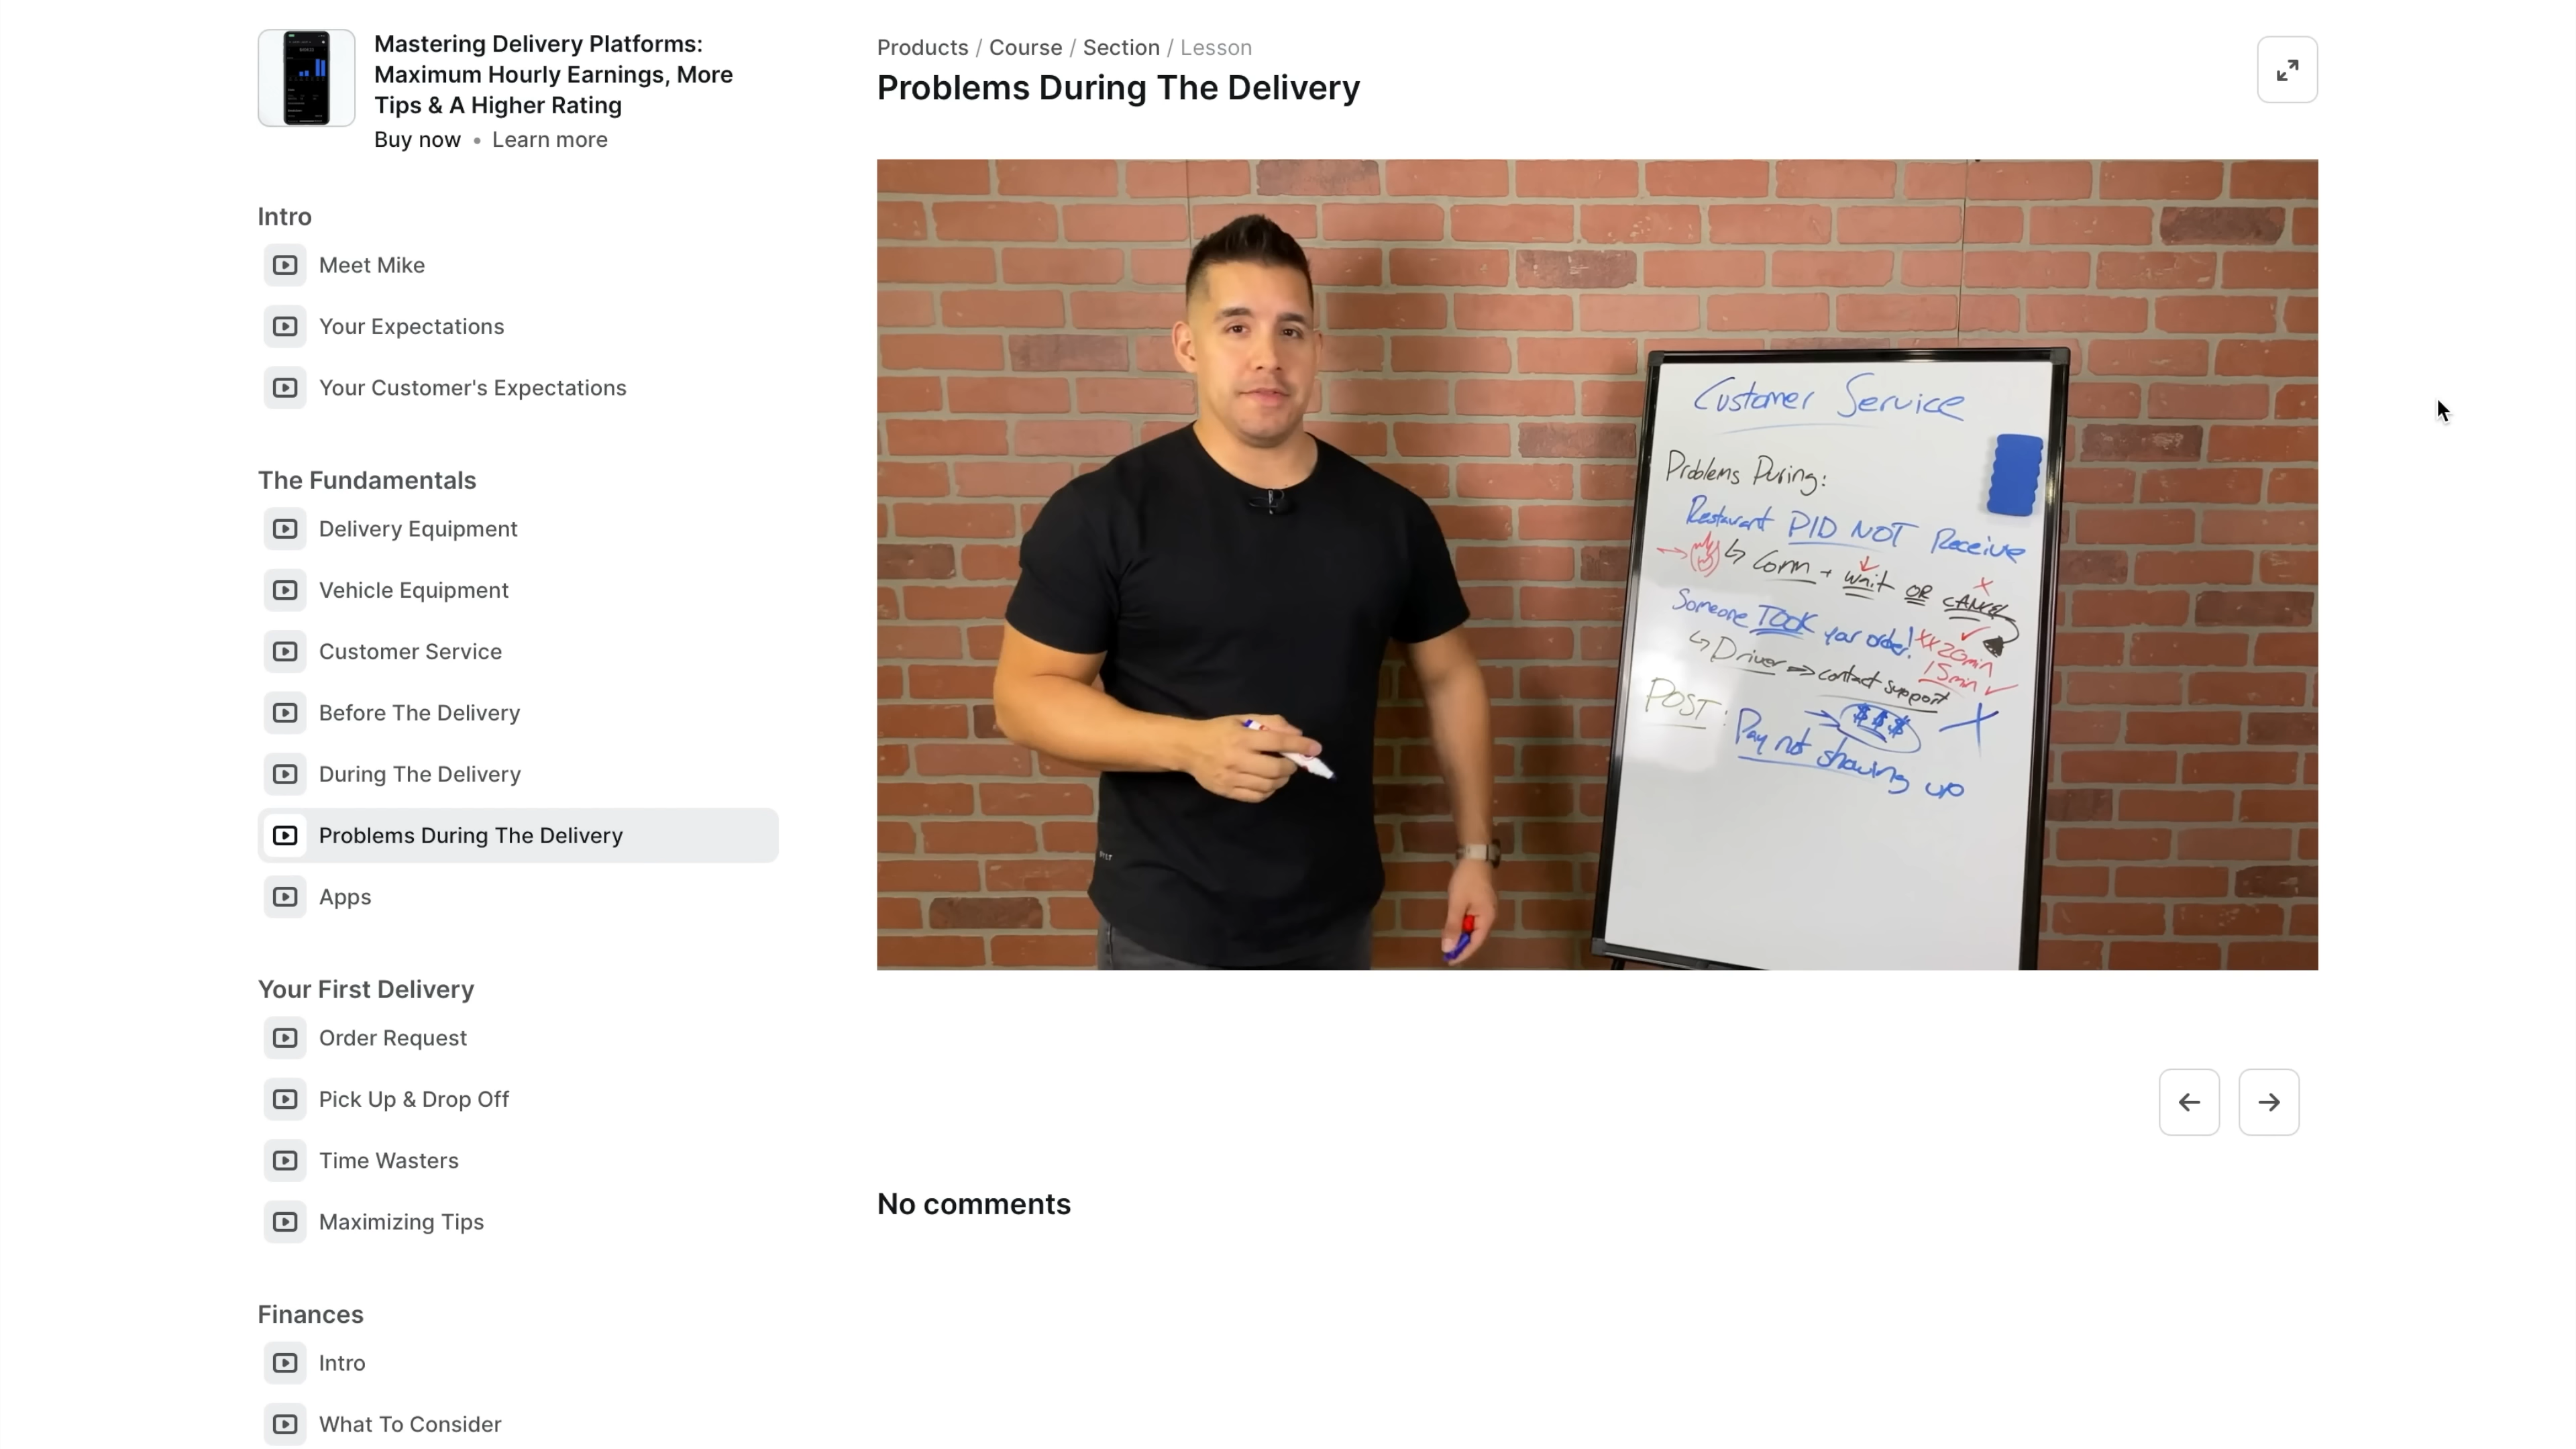 Mastering Delivery Platforms:
Maximum Hourly Earnings, More
Tips & A Higher Rating
Buy now • Learn more
Intro
Meet Mike
Your Expectations
Your Customer's Expectations
The Fundamentals
Delivery Equipment
Vehicle Equipment
Customer Service
Before The Delivery
During The Delivery
Problems During The Delivery
Apps
Your First Delivery
Order Request
Pick Up & Drop Off
Time Wasters
Maximizing Tips
Finances
Intro
What To Consider
Products / Course / Section / Lesson
Problems During The Delivery
Customer Service
Problems During:
Restaurant DID NOT Receive
↳ Conm + wait OR CANCEL
Someone TOOK your order!
XX 20min
15min ✓
↳ Driver ⇒ contact support
POST: Pay not showing up
→ $$$
No comments